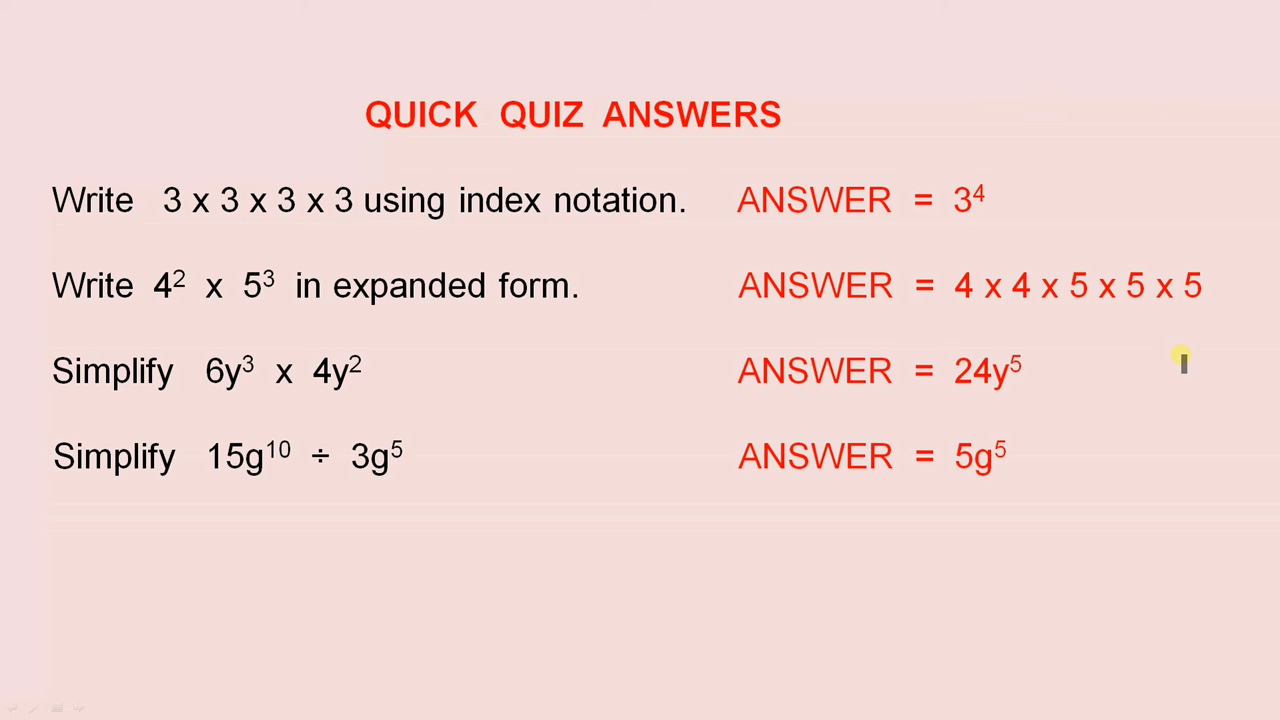 QUICK QUIZ ANSWERS
Write 3 x 3 x 3 x 3 using index notation. ANSWER = 3⁴
Write 4² x 5³ in expanded form. ANSWER = 4 x 4 x 5 x 5 x 5
Simplify 6y³ x 4y² ANSWER = 24y⁵
Simplify 15g¹⁰ ÷ 3g⁵ ANSWER = 5g⁵